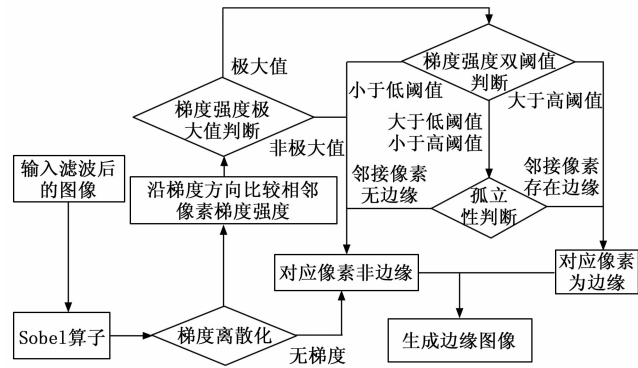 极大值
梯度强度双阈值
判断
小于低阈值
大于高阈值
梯度强度极
大值判断
非极大值
大于低阈值
小于高阈值
输入滤波后
的图像
沿梯度方向比较相邻
像素梯度强度
邻接像素
无边缘
孤立
性判断
邻接像素
存在边缘
对应像素非边缘
对应像素
为边缘
Sobel算子
梯度离散化
无梯度
生成边缘图像